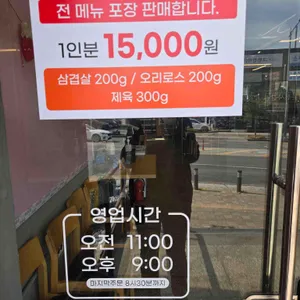 전 메뉴 포장 판매합니다.
1인분 15,000원
삼겹살 200g / 오리로스 200g
제육 300g
영업시간
오전 11:00
오후 9:00
마지막주문 8시30분까지